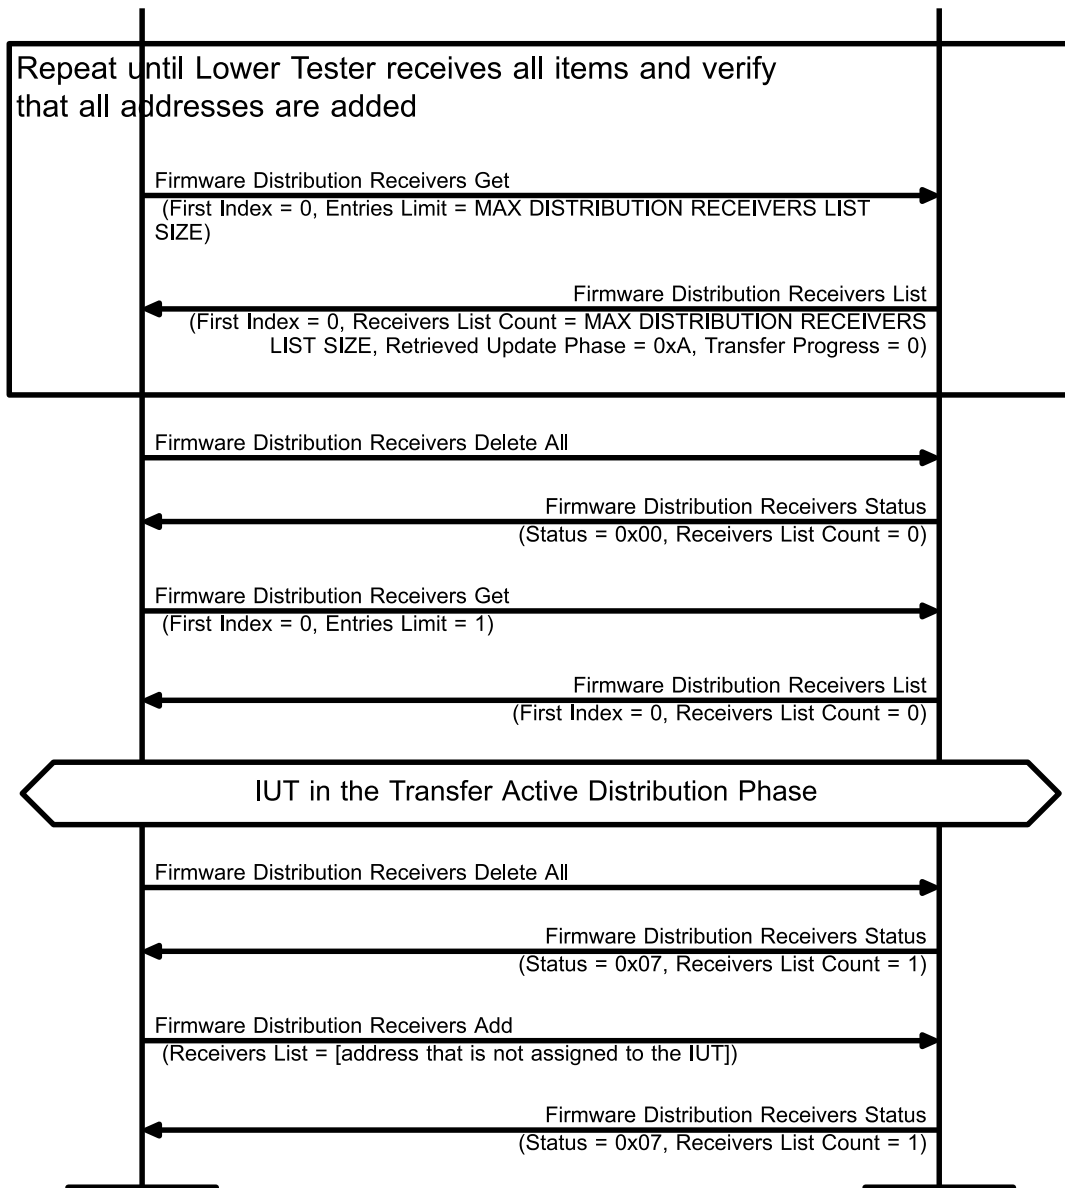 Repeat until Lower Tester receives all items and verify
that all addresses are added
Firmware Distribution Receivers Get
(First Index = 0, Entries Limit = MAX DISTRIBUTION RECEIVERS LIST
SIZE)
Firmware Distribution Receivers List
(First Index = 0, Receivers List Count = MAX DISTRIBUTION RECEIVERS
LIST SIZE, Retrieved Update Phase = 0xA, Transfer Progress = 0)
Firmware Distribution Receivers Delete All
Firmware Distribution Receivers Status
(Status = 0x00, Receivers List Count = 0)
Firmware Distribution Receivers Get
(First Index = 0, Entries Limit = 1)
Firmware Distribution Receivers List
(First Index = 0, Receivers List Count = 0)
IUT in the Transfer Active Distribution Phase
Firmware Distribution Receivers Delete All
Firmware Distribution Receivers Status
(Status = 0x07, Receivers List Count = 1)
Firmware Distribution Receivers Add
(Receivers List = [address that is not assigned to the IUT])
Firmware Distribution Receivers Status
(Status = 0x07, Receivers List Count = 1)